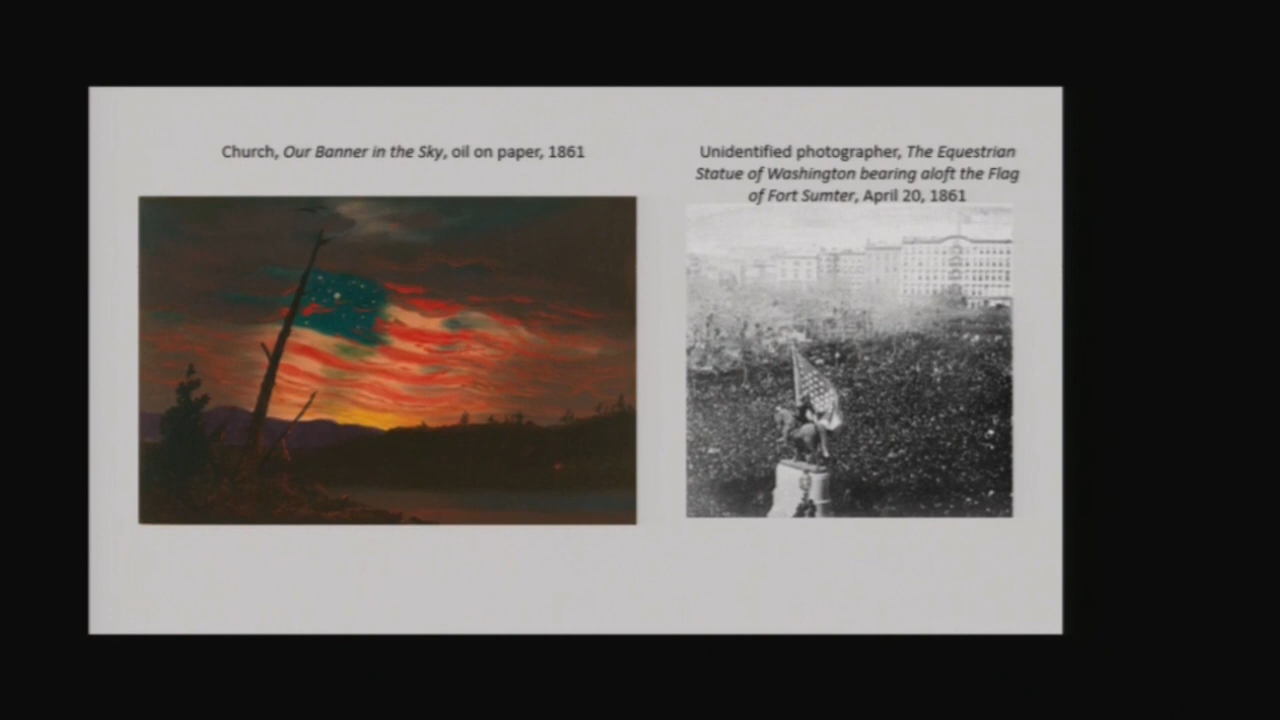 Church, Our Banner in the Sky, oil on paper, 1861
Unidentified photographer, The Equestrian
Statue of Washington bearing aloft the Flag
of Fort Sumter, April 20, 1861